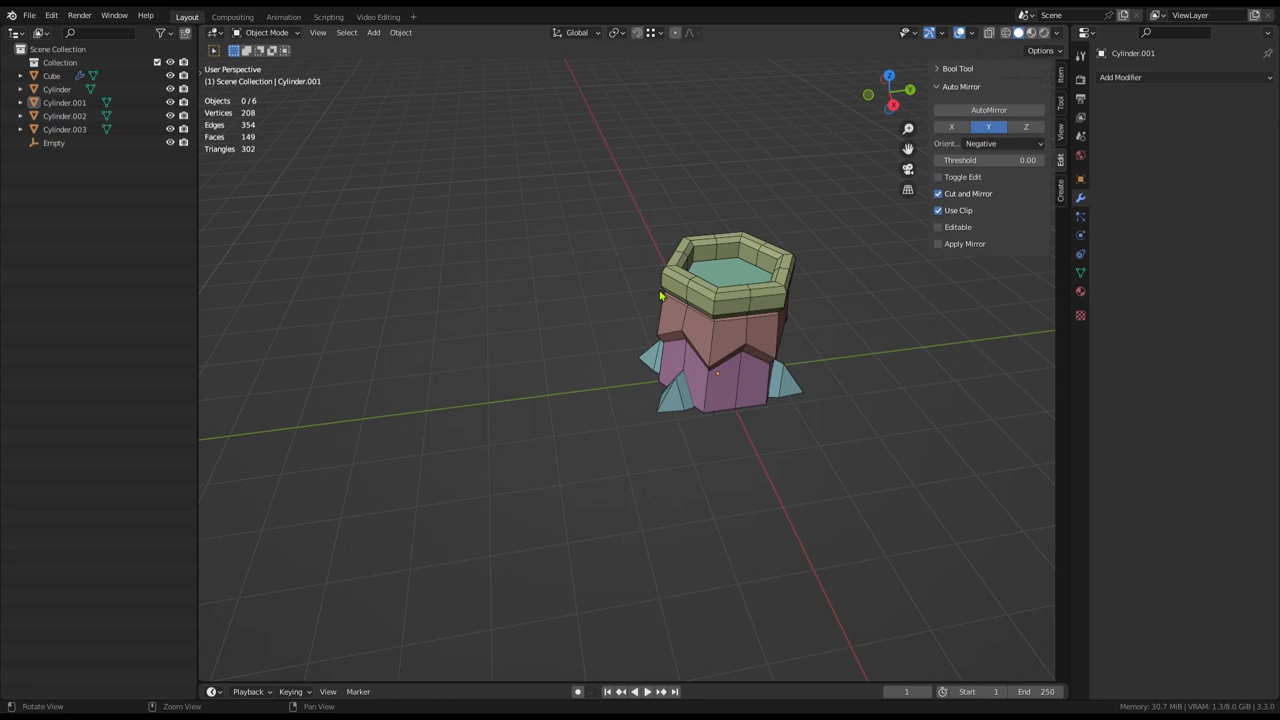 File Edit Render Window Help Layout Compositing Animation Scripting Video Editing + Scene ViewLayer
Object Mode View Select Add Object Global Cylinder.001
Options
Scene Collection
Collection
Cube
Cylinder
Cylinder.001
Cylinder.002
Cylinder.003
Empty
User Perspective
(1) Scene Collection | Cylinder.001
Objects 0/6
Vertices 208
Edges 354
Faces 149
Triangles 302
Z
Y
X
Bool Tool
Auto Mirror
AutoMirror
X Y Z
Orient.. Negative
Threshold 0.00
Toggle Edit
Cut and Mirror
Use Clip
Editable
Apply Mirror
Item
Tool
View
Edit
Create
Add Modifier
Playback Keying View Marker 1 Start 1 End 250
Rotate View Zoom View Pan View Memory: 30.7 MiB | VRAM: 1.3/8.0 GiB | 3.3.0